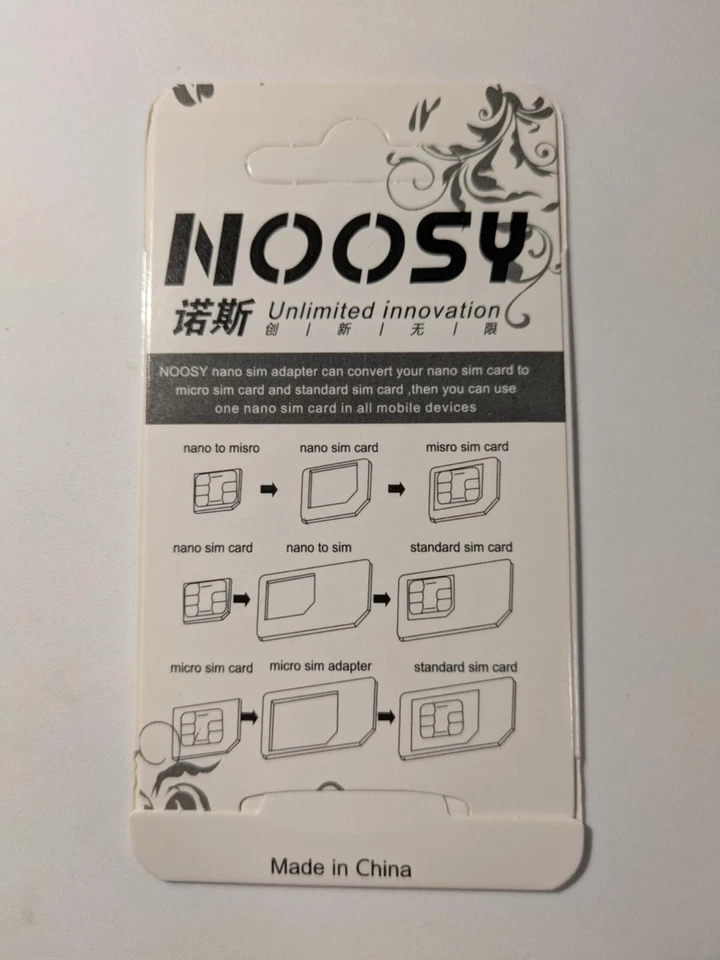 NOOSY
诺斯 Unlimited innovation
创 | 新 | 无 | 限
NOOSY nano sim adapter can convert your nano sim card to
micro sim card and standard sim card ,then you can use
one nano sim card in all mobile devices
nano to misro nano sim card misro sim card
nano sim card nano to sim standard sim card
micro sim card micro sim adapter standard sim card
Made in China